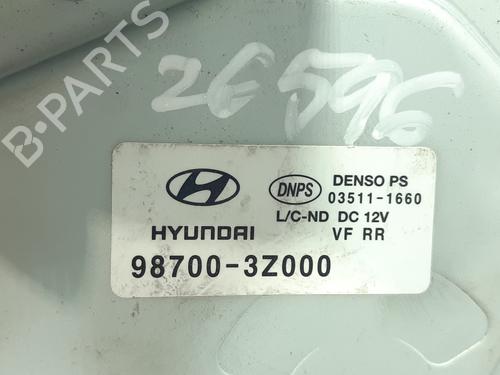 26596
B-PARTS
DNPS
DENSO PS
03511-1660
L/C-ND DC 12V
HYUNDAI
VF RR
98700-3Z000